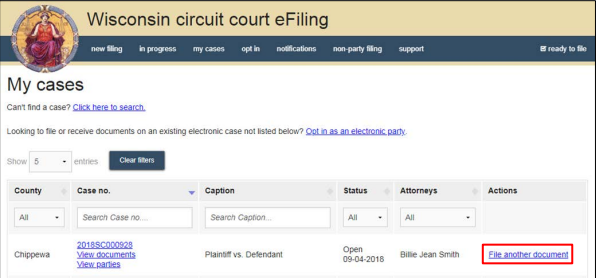 Wisconsin circuit court eFiling
new filing in progress my cases opt in notifications non-party filing support ready to file
My cases
Can't find a case? Click here to search.
Looking to file or receive documents on an existing electronic case not listed below? Opt in as an electronic party.
Show 5 entries Clear filters
County Case no. Caption Status Attorneys Actions
All Search Case no.... Search Caption... All All
Chippewa 2018SC000928 Plaintiff vs. Defendant Open Billie Jean Smith File another document
View documents 09-04-2018
View parties